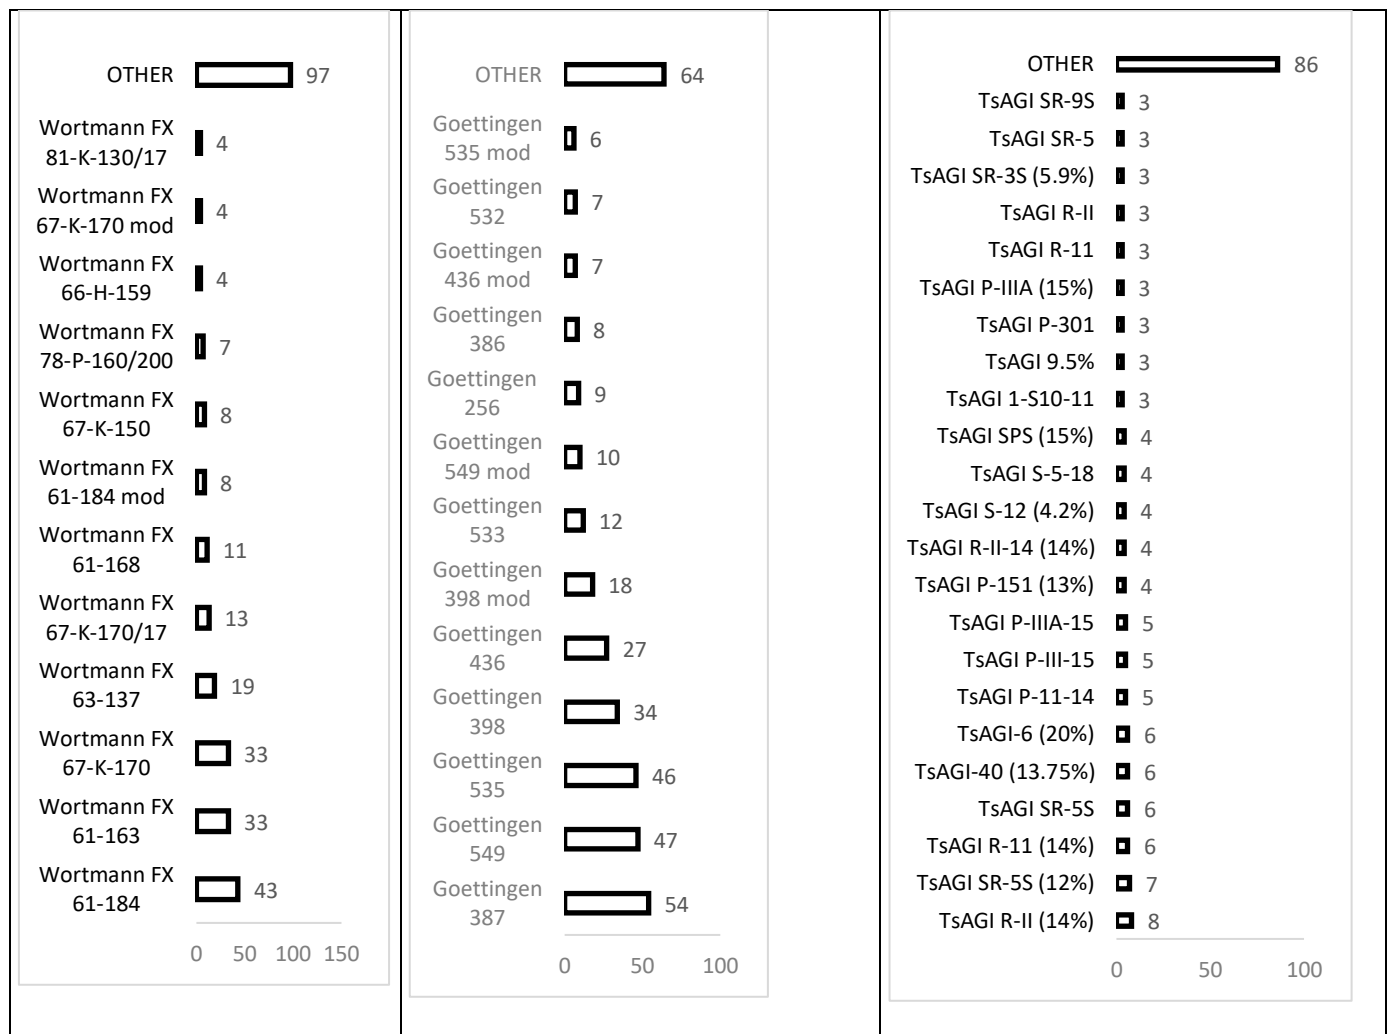 OTHER 97
Wortmann FX
81-K-130/17 4
Wortmann FX
67-K-170 mod 4
Wortmann FX
66-H-159 4
Wortmann FX
78-P-160/200 7
Wortmann FX
67-K-150 8
Wortmann FX
61-184 mod 8
Wortmann FX
61-168 11
Wortmann FX
67-K-170/17 13
Wortmann FX
63-137 19
Wortmann FX
67-K-170 33
Wortmann FX
61-163 33
Wortmann FX
61-184 43
0 50 100 150
OTHER 64
Goettingen
535 mod 6
Goettingen
532 7
Goettingen
436 mod 7
Goettingen
386 8
Goettingen
256 9
Goettingen
549 mod 10
Goettingen
533 12
Goettingen
398 mod 18
Goettingen
436 27
Goettingen
398 34
Goettingen
535 46
Goettingen
549 47
Goettingen
387 54
0 50 100
OTHER 86
TsAGI SR-9S 3
TsAGI SR-5 3
TsAGI SR-3S (5.9%) 3
TsAGI R-II 3
TsAGI R-11 3
TsAGI P-IIIA (15%) 3
TsAGI P-301 3
TsAGI 9.5% 3
TsAGI 1-S10-11 3
TsAGI SPS (15%) 4
TsAGI S-5-18 4
TsAGI S-12 (4.2%) 4
TsAGI R-II-14 (14%) 4
TsAGI P-151 (13%) 4
TsAGI P-IIIA-15 5
TsAGI P-III-15 5
TsAGI P-11-14 5
TsAGI-6 (20%) 6
TsAGI-40 (13.75%) 6
TsAGI SR-5S 6
TsAGI R-11 (14%) 6
TsAGI SR-5S (12%) 7
TsAGI R-II (14%) 8
0 50 100